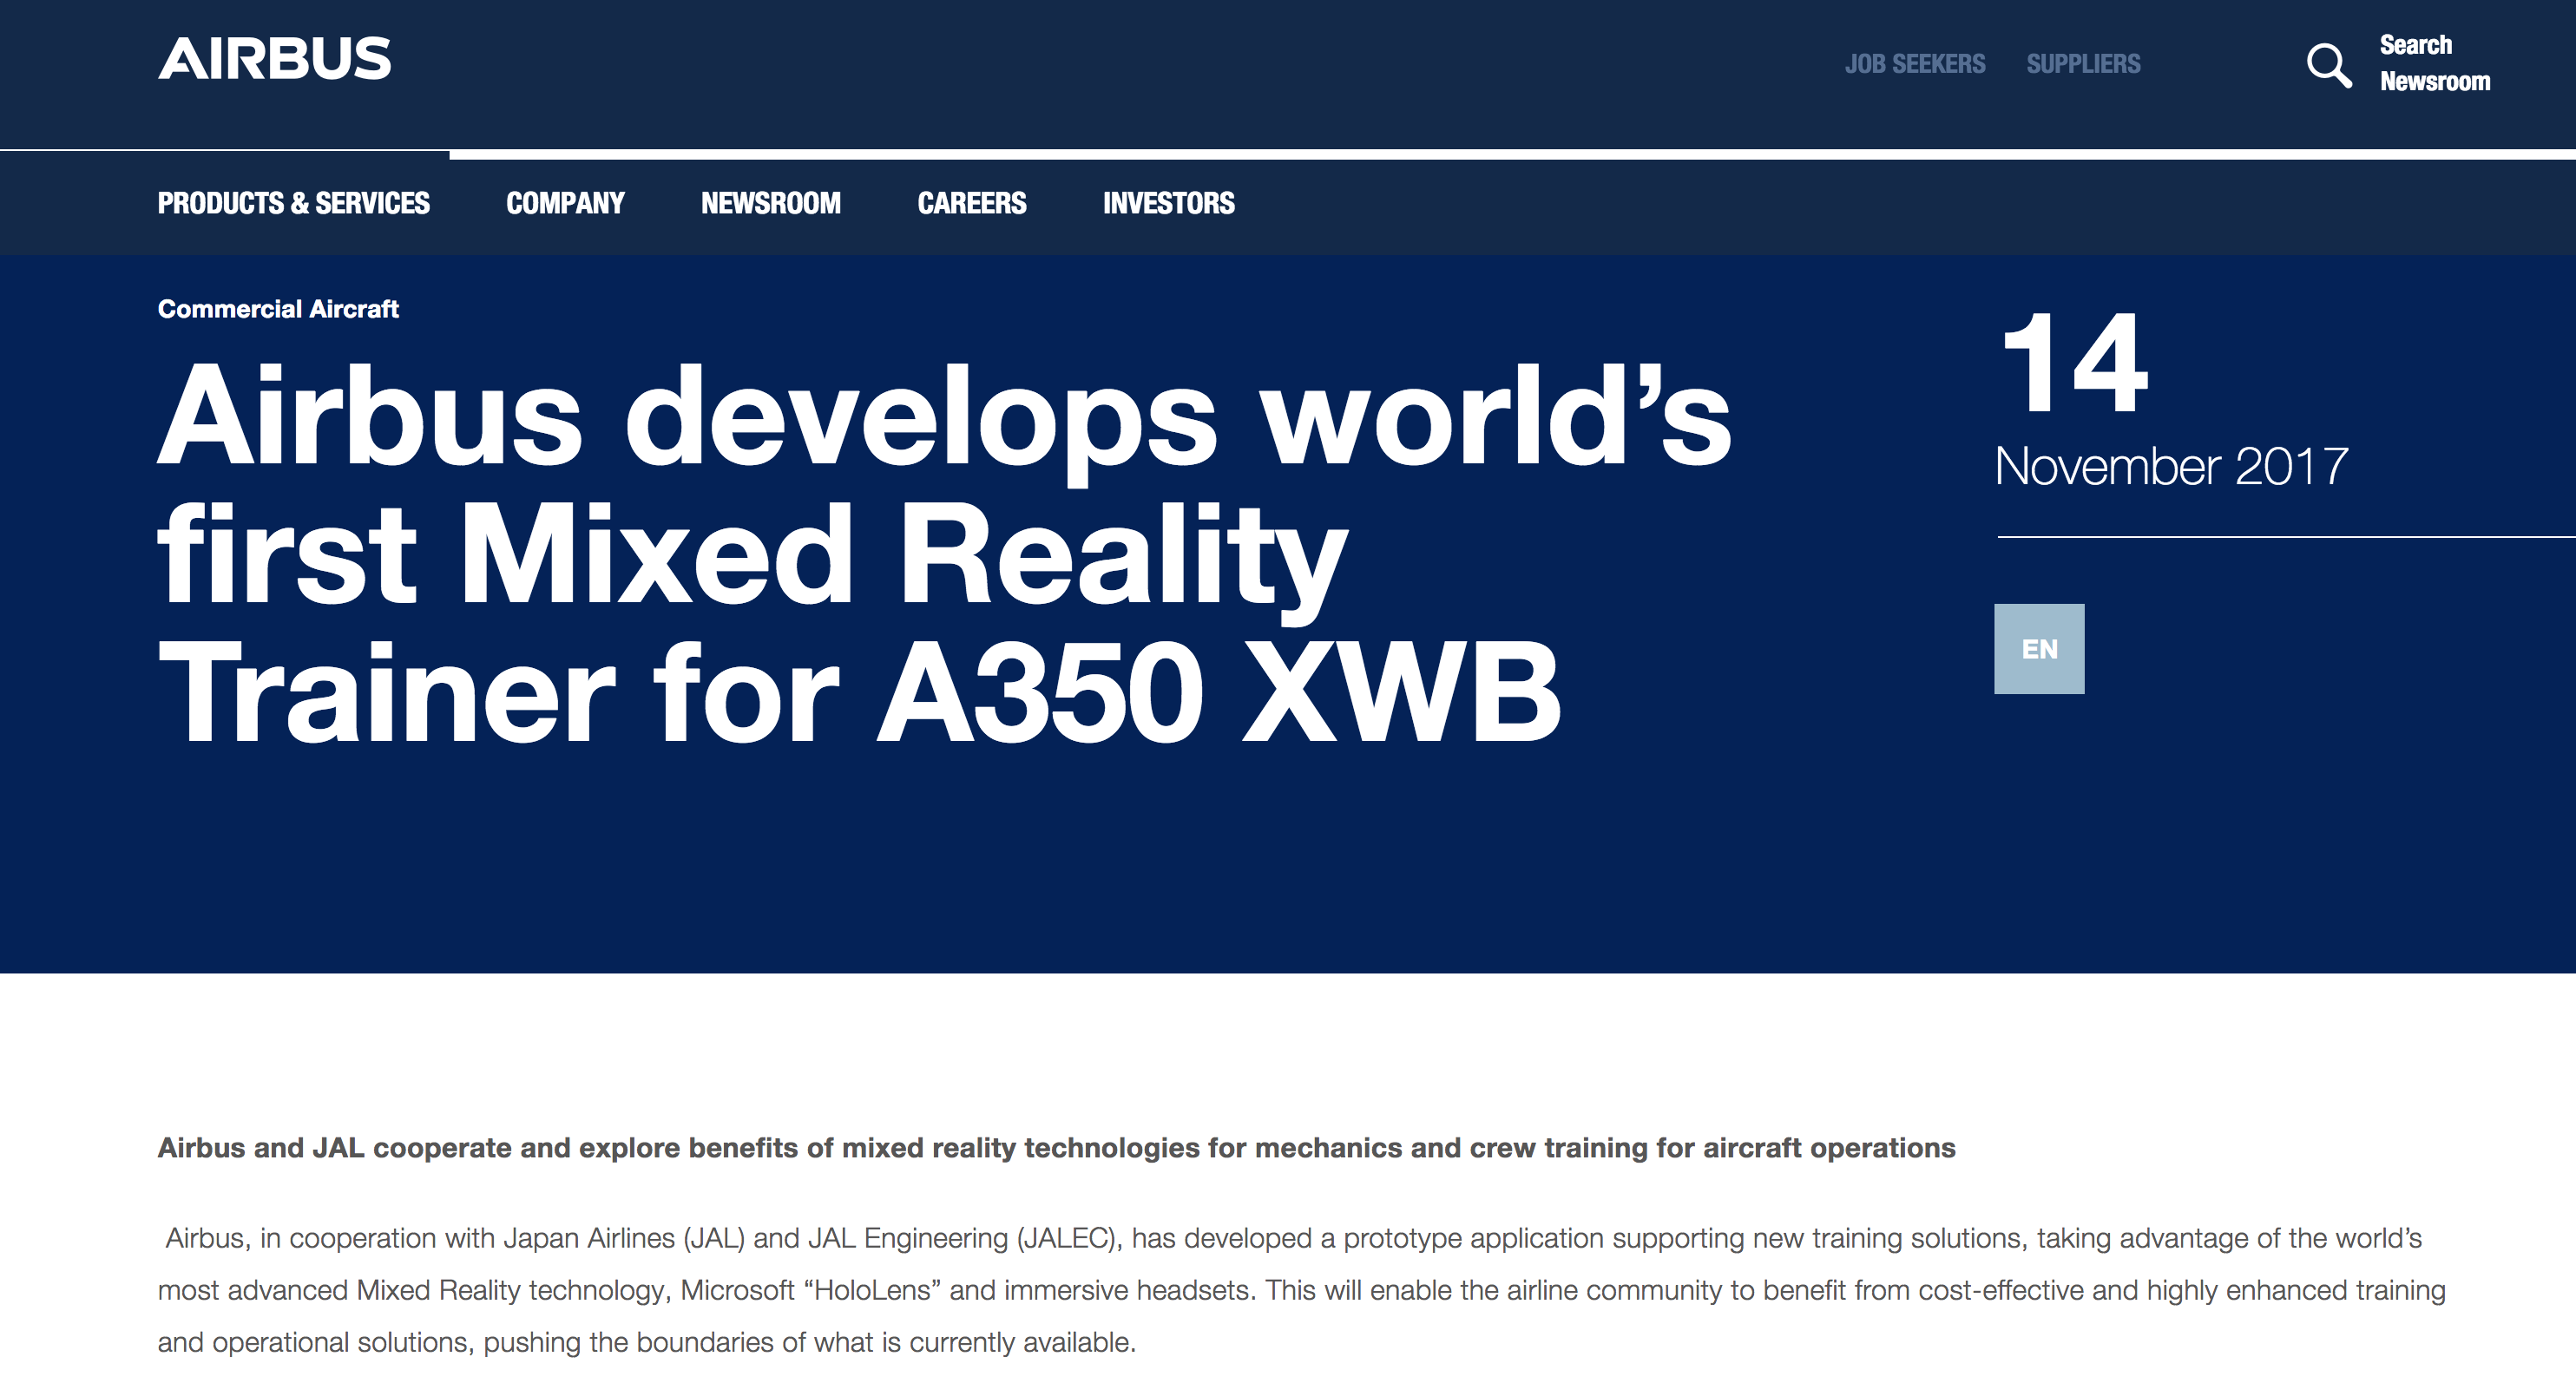 AIRBUS
JOB SEEKERS SUPPLIERS
Search
Newsroom
PRODUCTS & SERVICES COMPANY NEWSROOM CAREERS INVESTORS
Commercial Aircraft
Airbus develops world’s
first Mixed Reality
Trainer for A350 XWB
14
November 2017
EN
Airbus and JAL cooperate and explore benefits of mixed reality technologies for mechanics and crew training for aircraft operations
Airbus, in cooperation with Japan Airlines (JAL) and JAL Engineering (JALEC), has developed a prototype application supporting new training solutions, taking advantage of the world’s
most advanced Mixed Reality technology, Microsoft “HoloLens” and immersive headsets. This will enable the airline community to benefit from cost-effective and highly enhanced training
and operational solutions, pushing the boundaries of what is currently available.